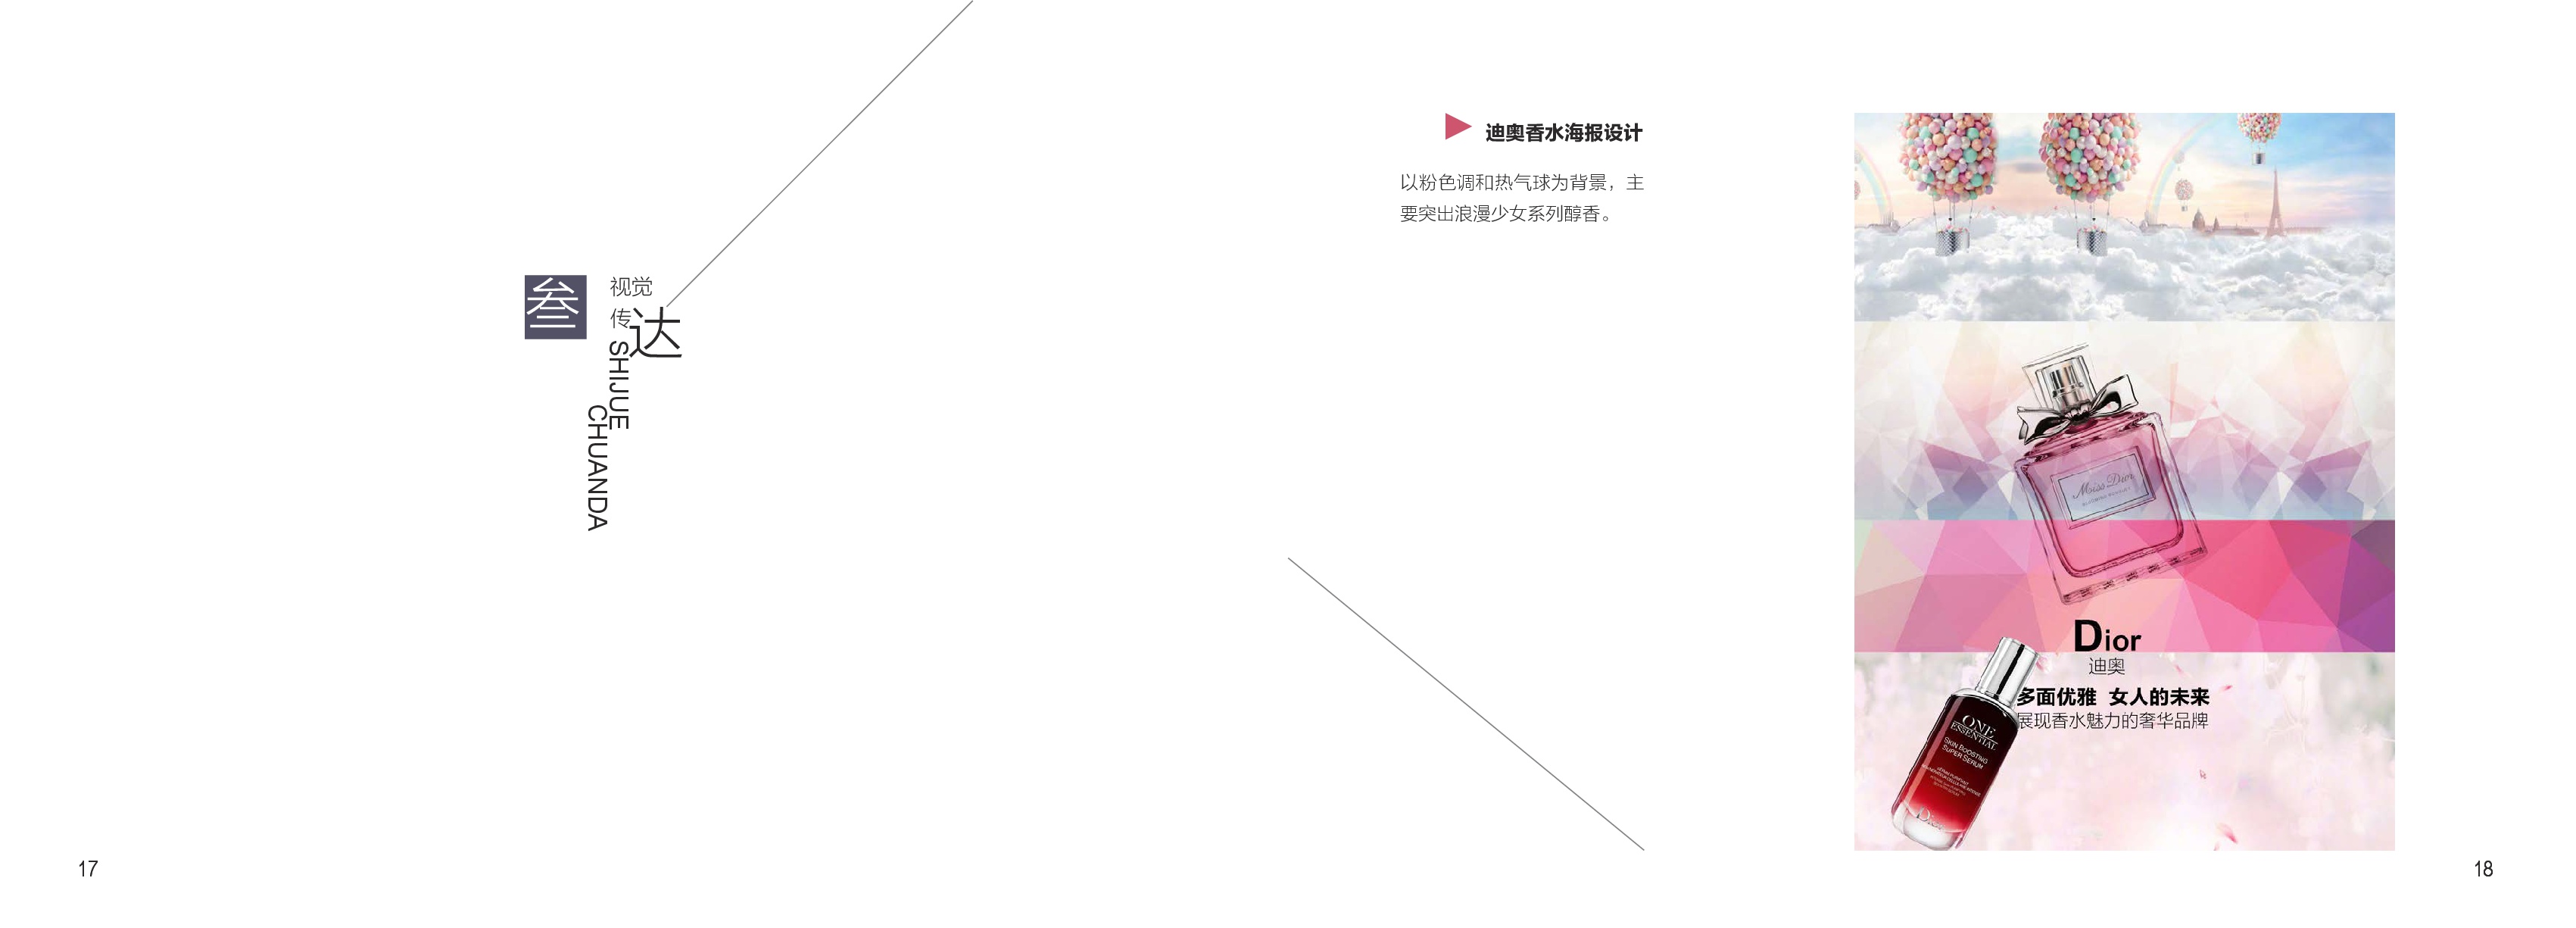 叁
视觉
传达
SHIJUE
CHUANDA
17
迪奥香水海报设计
以粉色调和热气球为背景，主
要突出浪漫少女系列醇香。
Miss Dior
Dior
迪奥
多面优雅 女人的未来
展现香水魅力的奢华品牌
ONE
ESSENTIAL
SKIN BOOSTING
SUPER SERUM
Dior
18